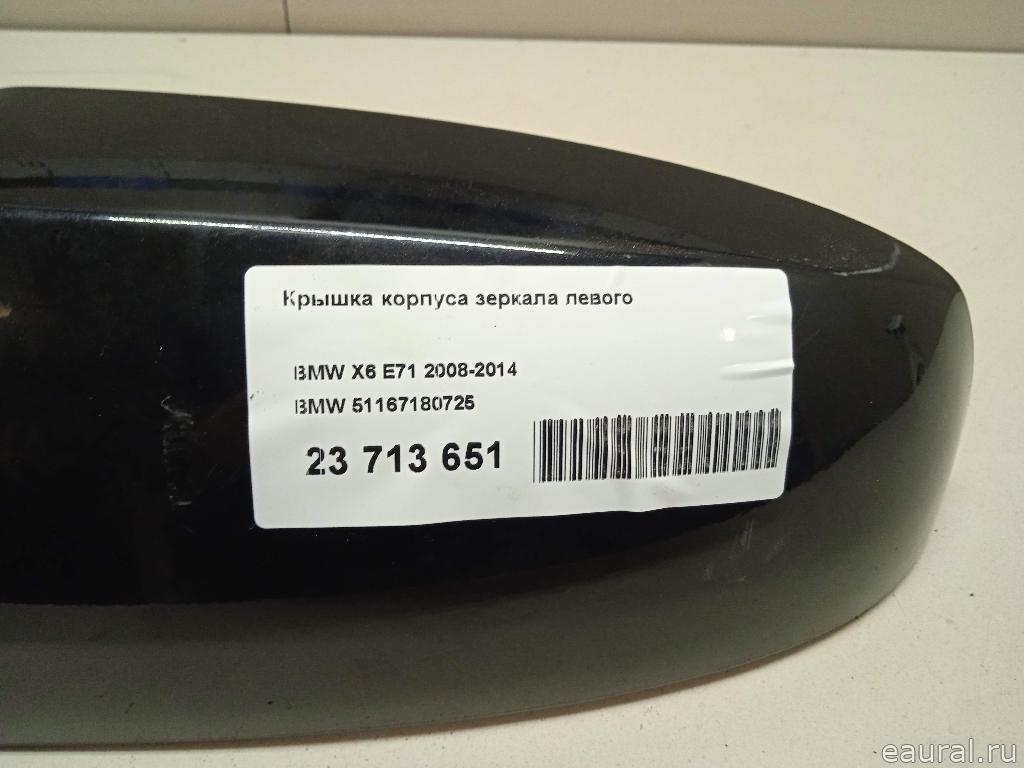 Крышка корпуса зеркала левого
BMW X6 E71 2008-2014
BMW 51167180725
23 713 651
eaural.ru